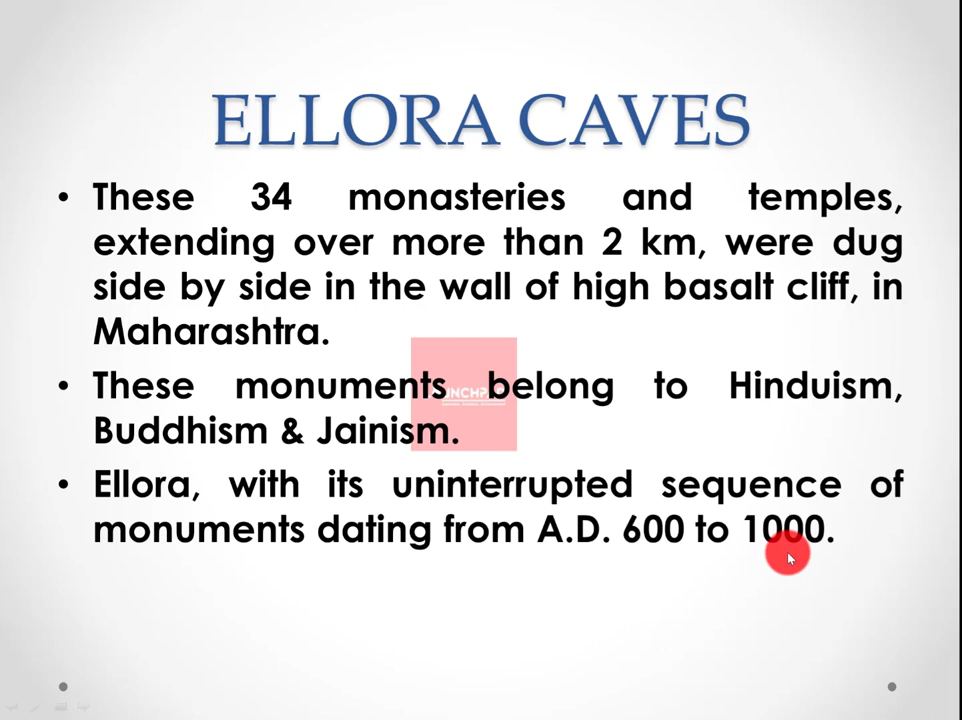 ELLORA CAVES
• These 34 monasteries and temples,
extending over more than 2 km, were dug
side by side in the wall of high basalt cliff, in
Maharashtra.
• These monuments belong to Hinduism,
Buddhism & Jainism.
• Ellora, with its uninterrupted sequence of
monuments dating from A.D. 600 to 1000.